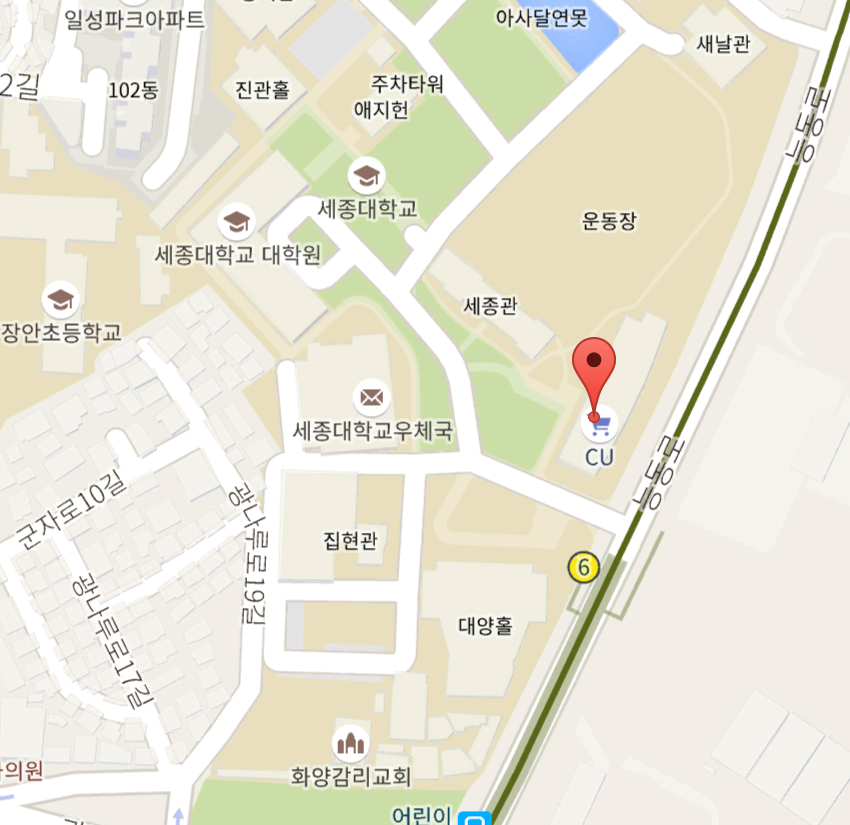 일성파크아파트
아사달연못
새날관
2길
102동
진관홀
주차타워
애지헌
능동로
세종대학교
운동장
세종대학교 대학원
세종관
장안초등학교
세종대학교우체국
CU
능동로
군자로10길
광나루로19길
집현관
6
광나루로17길
대양홀
화양감리교회
의원
어린이